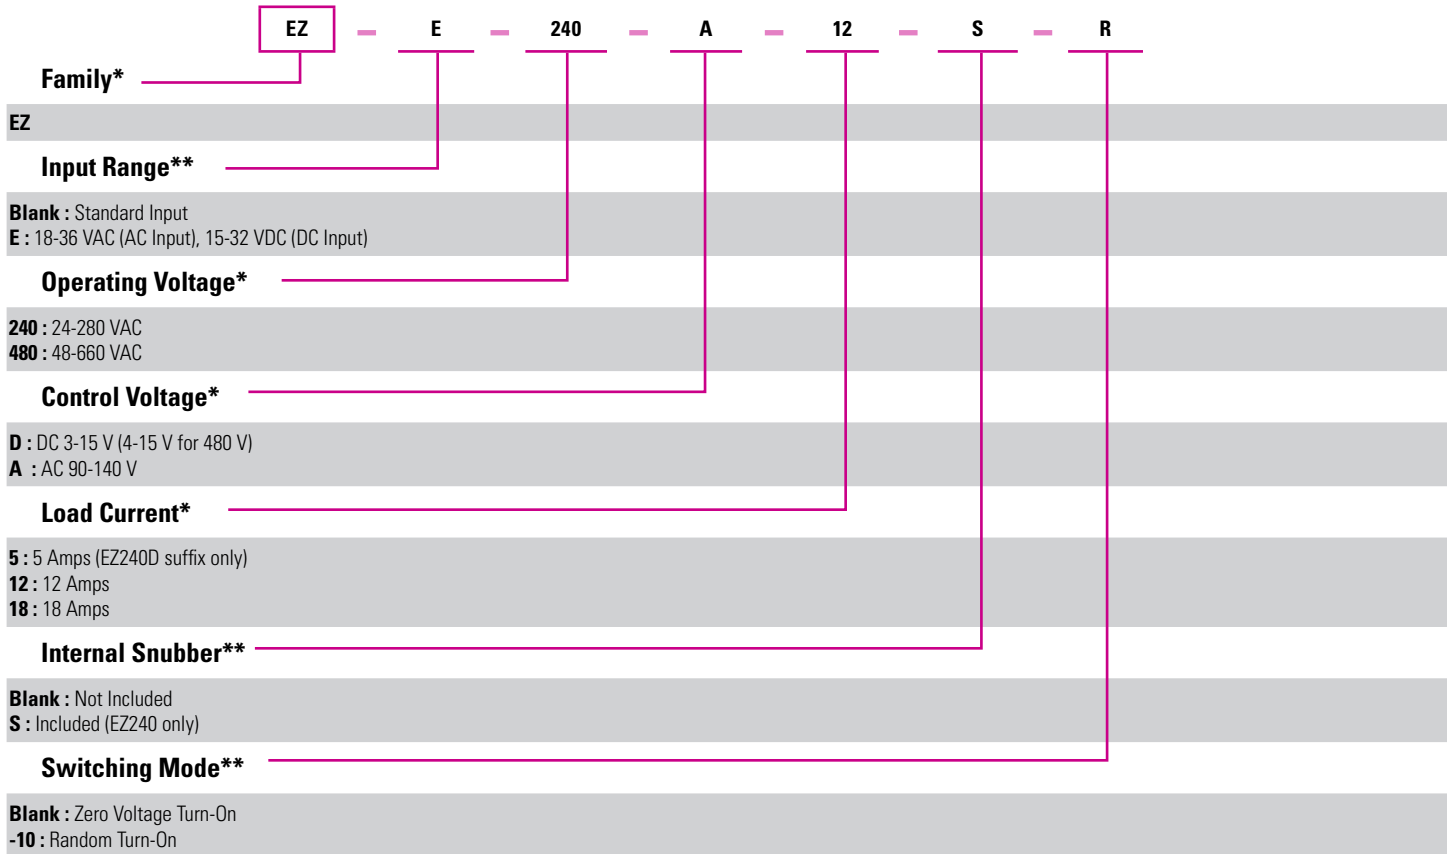 EZ – E – 240 – A – 12 – S – R
Family*
EZ
Input Range**
Blank : Standard Input
E : 18-36 VAC (AC Input), 15-32 VDC (DC Input)
Operating Voltage*
240 : 24-280 VAC
480 : 48-660 VAC
Control Voltage*
D : DC 3-15 V (4-15 V for 480 V)
A : AC 90-140 V
Load Current*
5 : 5 Amps (EZ240D suffix only)
12 : 12 Amps
18 : 18 Amps
Internal Snubber**
Blank : Not Included
S : Included (EZ240 only)
Switching Mode**
Blank : Zero Voltage Turn-On
-10 : Random Turn-On